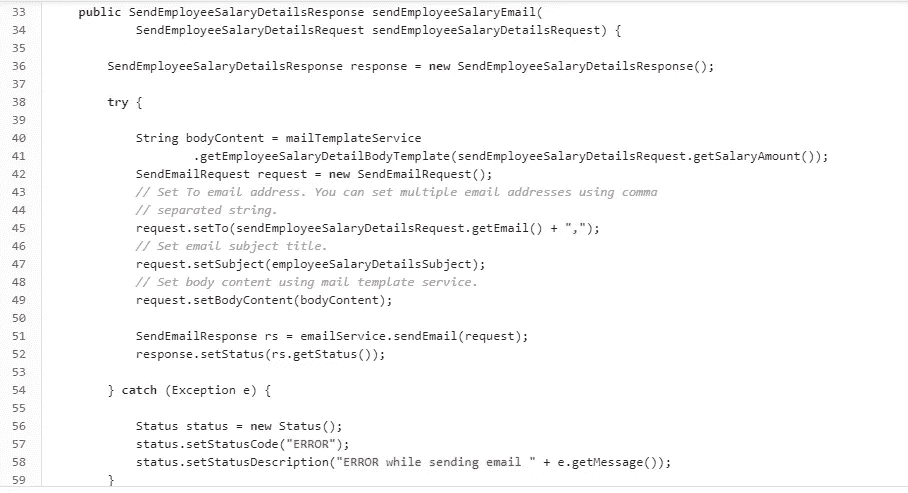 33 public SendEmployeeSalaryDetailsResponse sendEmployeeSalaryEmail(
34 SendEmployeeSalaryDetailsRequest sendEmployeeSalaryDetailsRequest) {
35
36 SendEmployeeSalaryDetailsResponse response = new SendEmployeeSalaryDetailsResponse();
37
38 try {
39
40 String bodyContent = mailTemplateService
41 .getEmployeeSalaryDetailBodyTemplate(sendEmployeeSalaryDetailsRequest.getSalaryAmount());
42 SendEmailRequest request = new SendEmailRequest();
43 // Set To email address. You can set multiple email addresses using comma
44 // separated string.
45 request.setTo(sendEmployeeSalaryDetailsRequest.getEmail() + ",");
46 // Set email subject title.
47 request.setSubject(employeeSalaryDetailsSubject);
48 // Set body content using mail template service.
49 request.setBodyContent(bodyContent);
50
51 SendEmailResponse rs = emailService.sendEmail(request);
52 response.setStatus(rs.getStatus());
53
54 } catch (Exception e) {
55
56 Status status = new Status();
57 status.setStatusCode("ERROR");
58 status.setStatusDescription("ERROR while sending email " + e.getMessage());
59 }